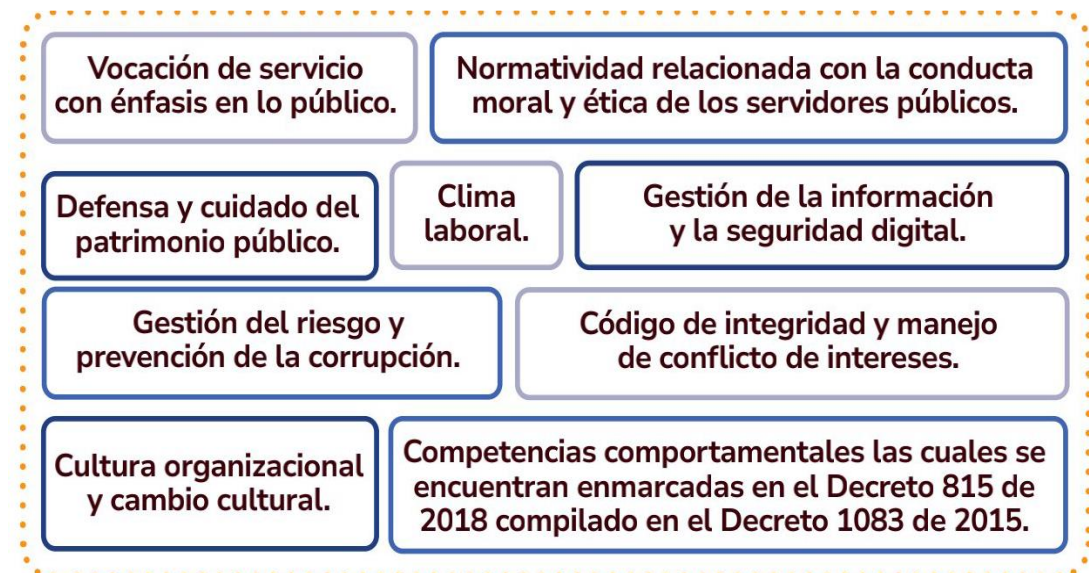 Vocación de servicio
con énfasis en lo público.
Normatividad relacionada con la conducta
moral y ética de los servidores públicos.
Defensa y cuidado del
patrimonio público.
Clima
laboral.
Gestión de la información
y la seguridad digital.
Gestión del riesgo y
prevención de la corrupción.
Código de integridad y manejo
de conflicto de intereses.
Cultura organizacional
y cambio cultural.
Competencias comportamentales las cuales se
encuentran enmarcadas en el Decreto 815 de
2018 compilado en el Decreto 1083 de 2015.